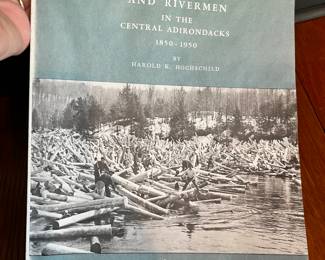 AND RIVERMEN
IN THE
CENTRAL ADIRONDACKS
1850-1950
BY
HAROLD K. HOCHSCHILD